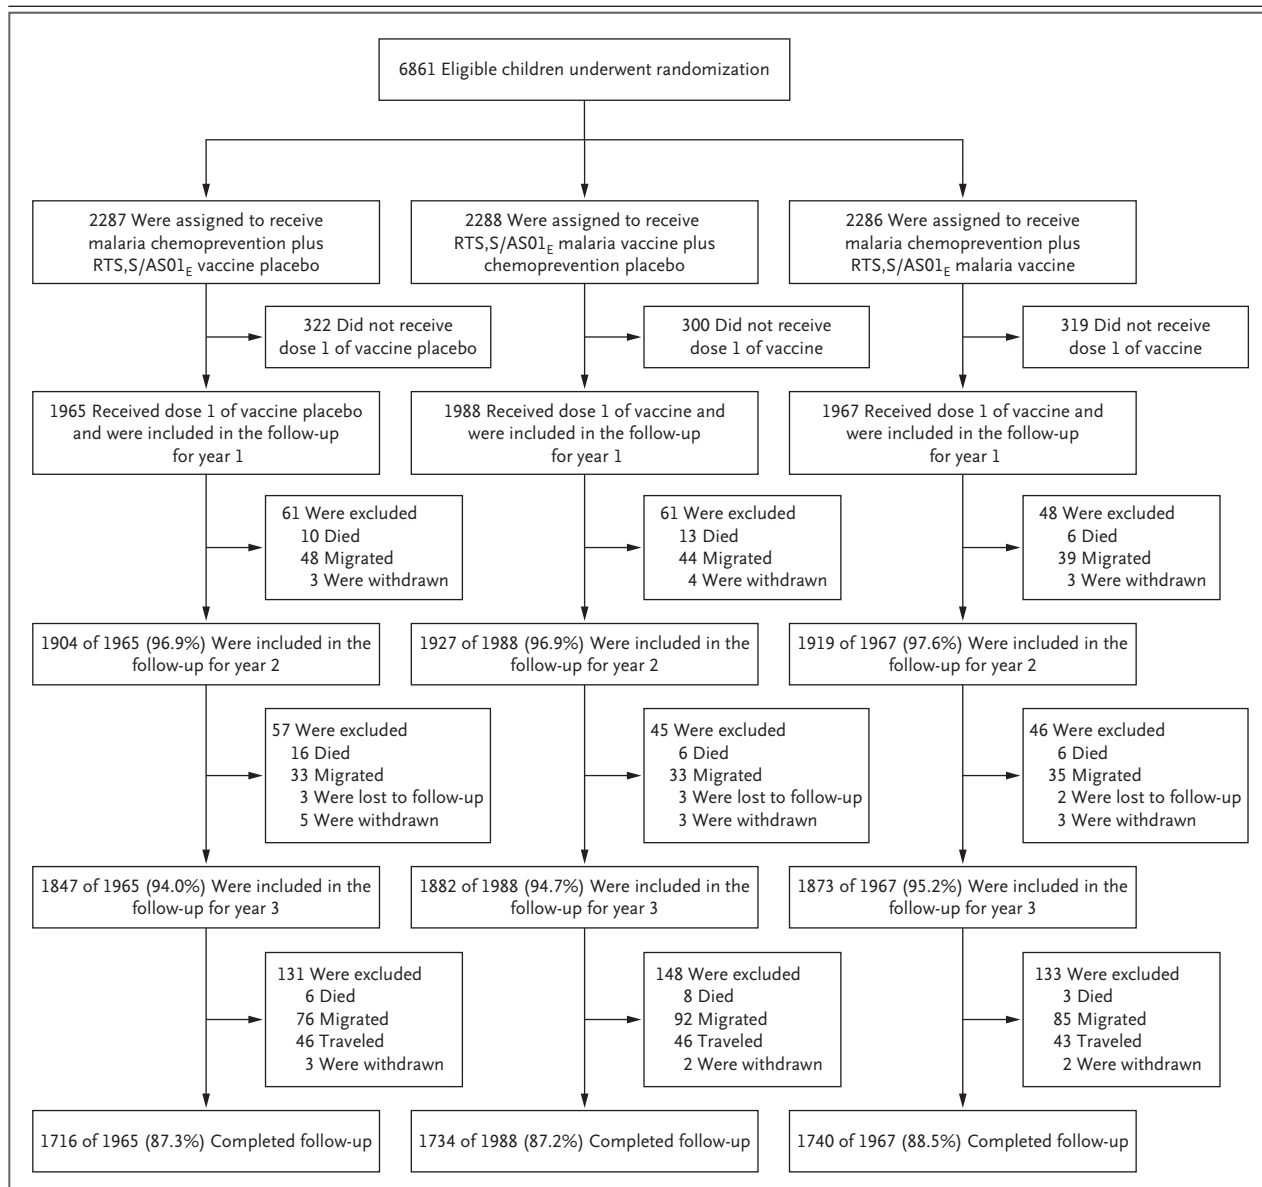 6861 Eligible children underwent randomization
2287 Were assigned to receive
malaria chemoprevention plus
RTS,S/AS01E vaccine placebo
2288 Were assigned to receive
RTS,S/AS01E malaria vaccine plus
chemoprevention placebo
2286 Were assigned to receive
malaria chemoprevention plus
RTS,S/AS01E malaria vaccine
322 Did not receive
dose 1 of vaccine placebo
300 Did not receive
dose 1 of vaccine
319 Did not receive
dose 1 of vaccine
1965 Received dose 1 of vaccine placebo
and were included in the follow-up
for year 1
1988 Received dose 1 of vaccine and
were included in the follow-up
for year 1
1967 Received dose 1 of vaccine and
were included in the follow-up
for year 1
61 Were excluded
10 Died
48 Migrated
3 Were withdrawn
61 Were excluded
13 Died
44 Migrated
4 Were withdrawn
48 Were excluded
6 Died
39 Migrated
3 Were withdrawn
1904 of 1965 (96.9%) Were included in the
follow-up for year 2
1927 of 1988 (96.9%) Were included in the
follow-up for year 2
1919 of 1967 (97.6%) Were included in the
follow-up for year 2
57 Were excluded
16 Died
33 Migrated
3 Were lost to follow-up
5 Were withdrawn
45 Were excluded
6 Died
33 Migrated
3 Were lost to follow-up
3 Were withdrawn
46 Were excluded
6 Died
35 Migrated
2 Were lost to follow-up
3 Were withdrawn
1847 of 1965 (94.0%) Were included in the
follow-up for year 3
1882 of 1988 (94.7%) Were included in the
follow-up for year 3
1873 of 1967 (95.2%) Were included in the
follow-up for year 3
131 Were excluded
6 Died
76 Migrated
46 Traveled
3 Were withdrawn
148 Were excluded
8 Died
92 Migrated
46 Traveled
2 Were withdrawn
133 Were excluded
3 Died
85 Migrated
43 Traveled
2 Were withdrawn
1716 of 1965 (87.3%) Completed follow-up
1734 of 1988 (87.2%) Completed follow-up
1740 of 1967 (88.5%) Completed follow-up